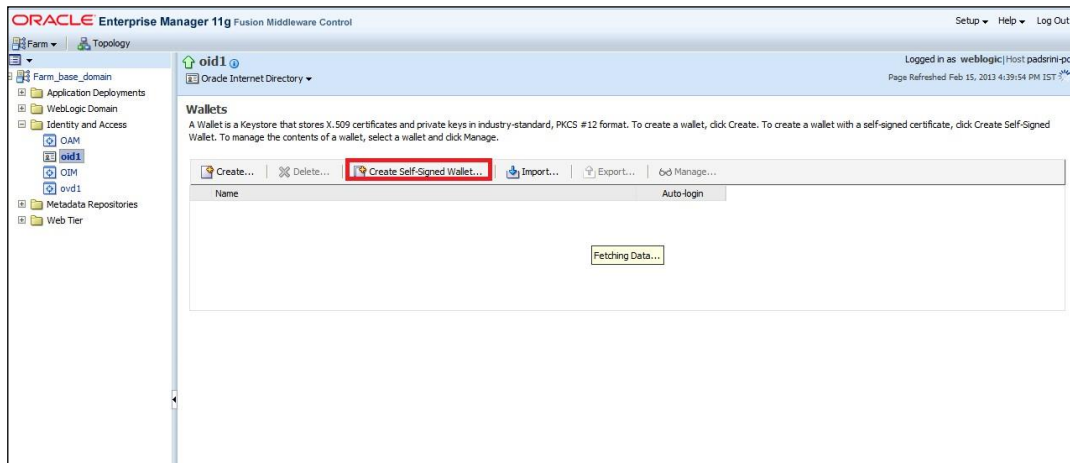 ORACLE Enterprise Manager 11g Fusion Middleware Control
Setup Help Log Out
Farm Topology
oid1
Logged in as weblogic|Host padsrini-pc
Oracle Internet Directory
Page Refreshed Feb 15, 2013 4:39:54 PM IST
Farm_base_domain
Application Deployments
WebLogic Domain
Identity and Access
OAM
oid1
OIM
ovd1
Metadata Repositories
Web Tier
Wallets
A Wallet is a Keystore that stores X.509 certificates and private keys in industry-standard, PKCS #12 format. To create a wallet, click Create. To create a wallet with a self-signed certificate, click Create Self-Signed
Wallet. To manage the contents of a wallet, select a wallet and click Manage.
Create... Delete... Create Self-Signed Wallet... Import... Export... Manage...
Name Auto-login
Fetching Data...